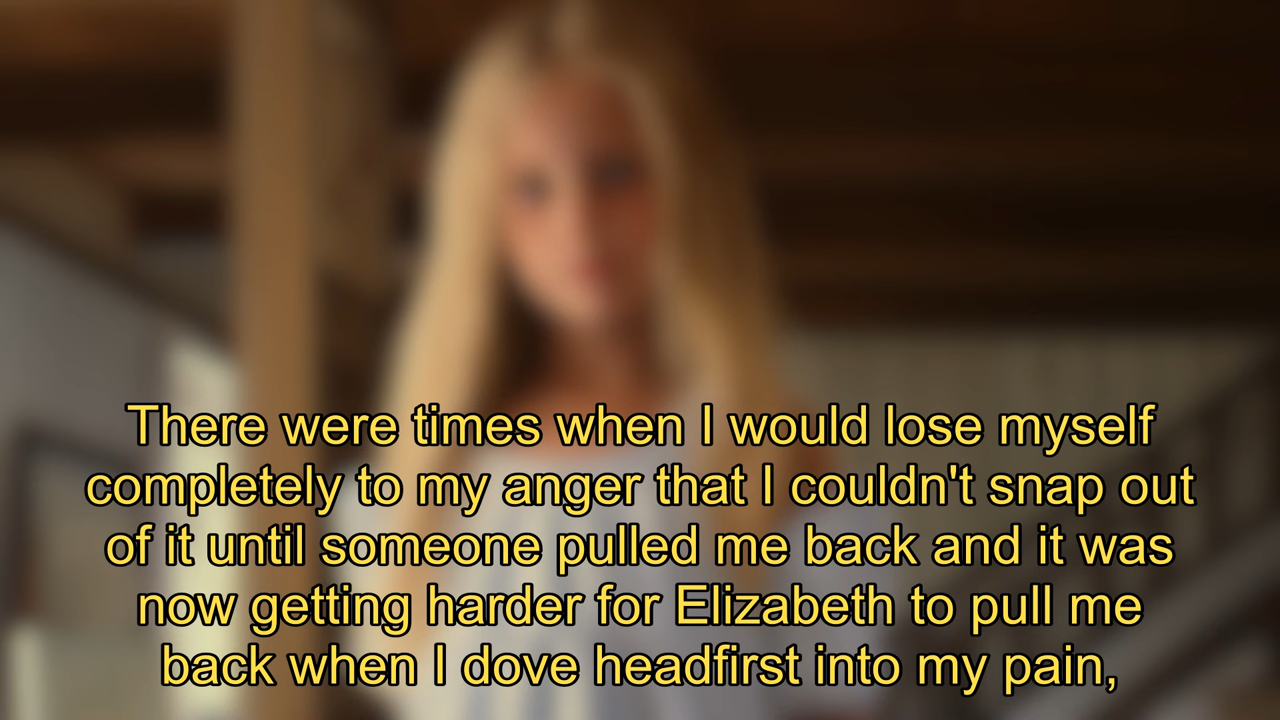 There were times when I would lose myself
completely to my anger that I couldn't snap out
of it until someone pulled me back and it was
now getting harder for Elizabeth to pull me
back when I dove headfirst into my pain,